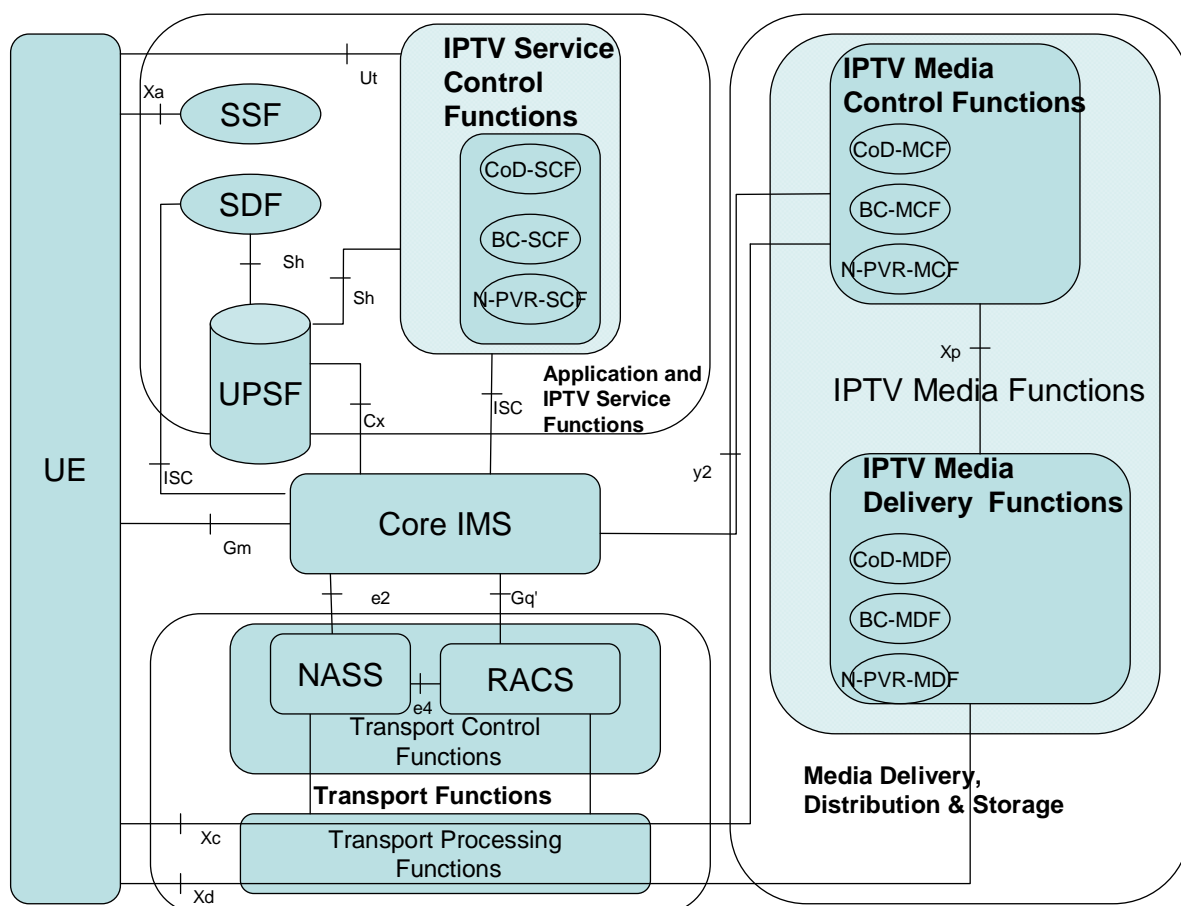 UE
Xa
Ut
SSF
SDF
Sh
Sh
UPSF
Cx
ISC
ISC
IPTV Service
Control
Functions
CoD-SCF
BC-SCF
N-PVR-SCF
Application and
IPTV Service
Functions
Gm
Core IMS
y2
e2
Gq'
NASS
e4
RACS
Transport Control
Functions
Transport Functions
Transport Processing
Functions
Xc
Xd
IPTV Media
Control Functions
CoD-MCF
BC-MCF
N-PVR-MCF
Xp
IPTV Media Functions
IPTV Media
Delivery Functions
CoD-MDF
BC-MDF
N-PVR-MDF
Media Delivery,
Distribution & Storage